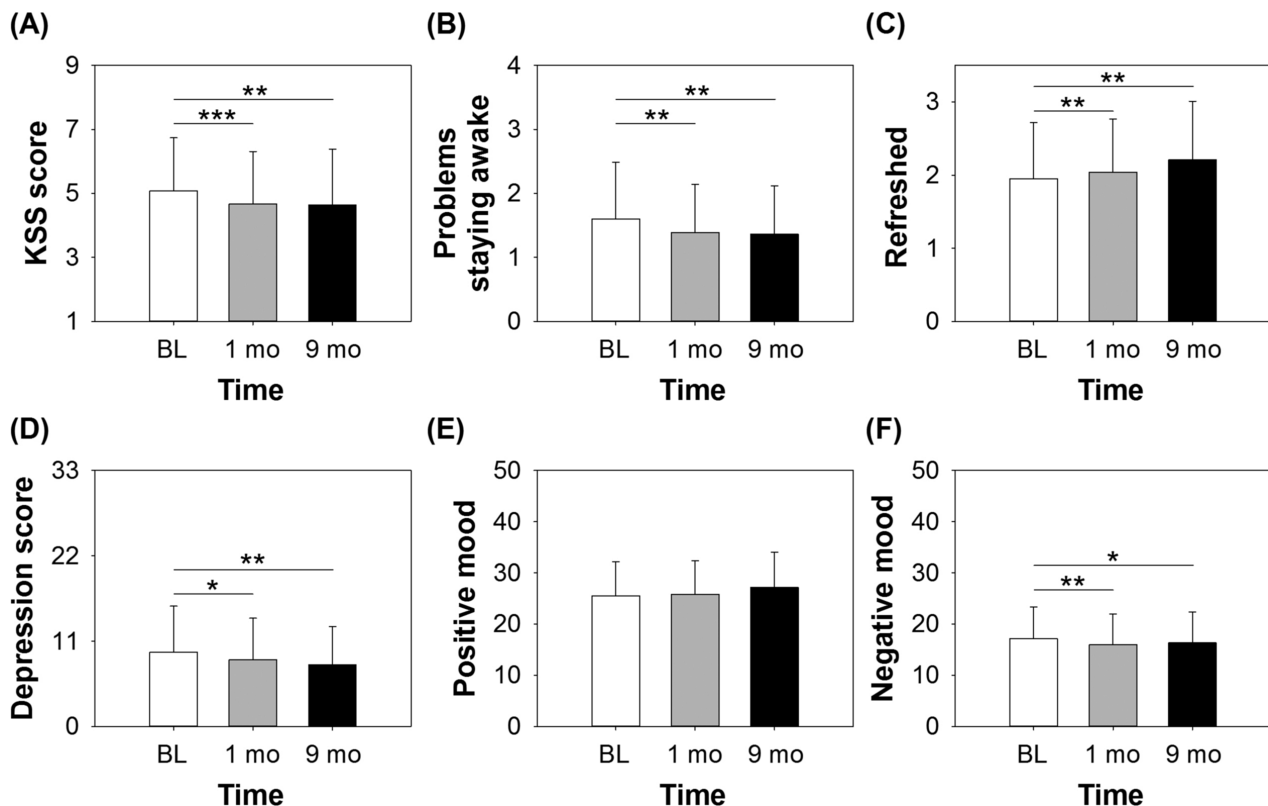 (A)
KSS score
9
7
5
3
1
**
***
BL 1 mo 9 mo
Time
(B)
Problems
staying awake
4
3
2
1
0
**
**
BL 1 mo 9 mo
Time
(C)
Refreshed
3
2
1
0
**
**
BL 1 mo 9 mo
Time
(D)
Depression score
33
22
11
0
**
*
BL 1 mo 9 mo
Time
(E)
Positive mood
50
40
30
20
10
0
BL 1 mo 9 mo
Time
(F)
Negative mood
50
40
30
20
10
0
*
**
BL 1 mo 9 mo
Time